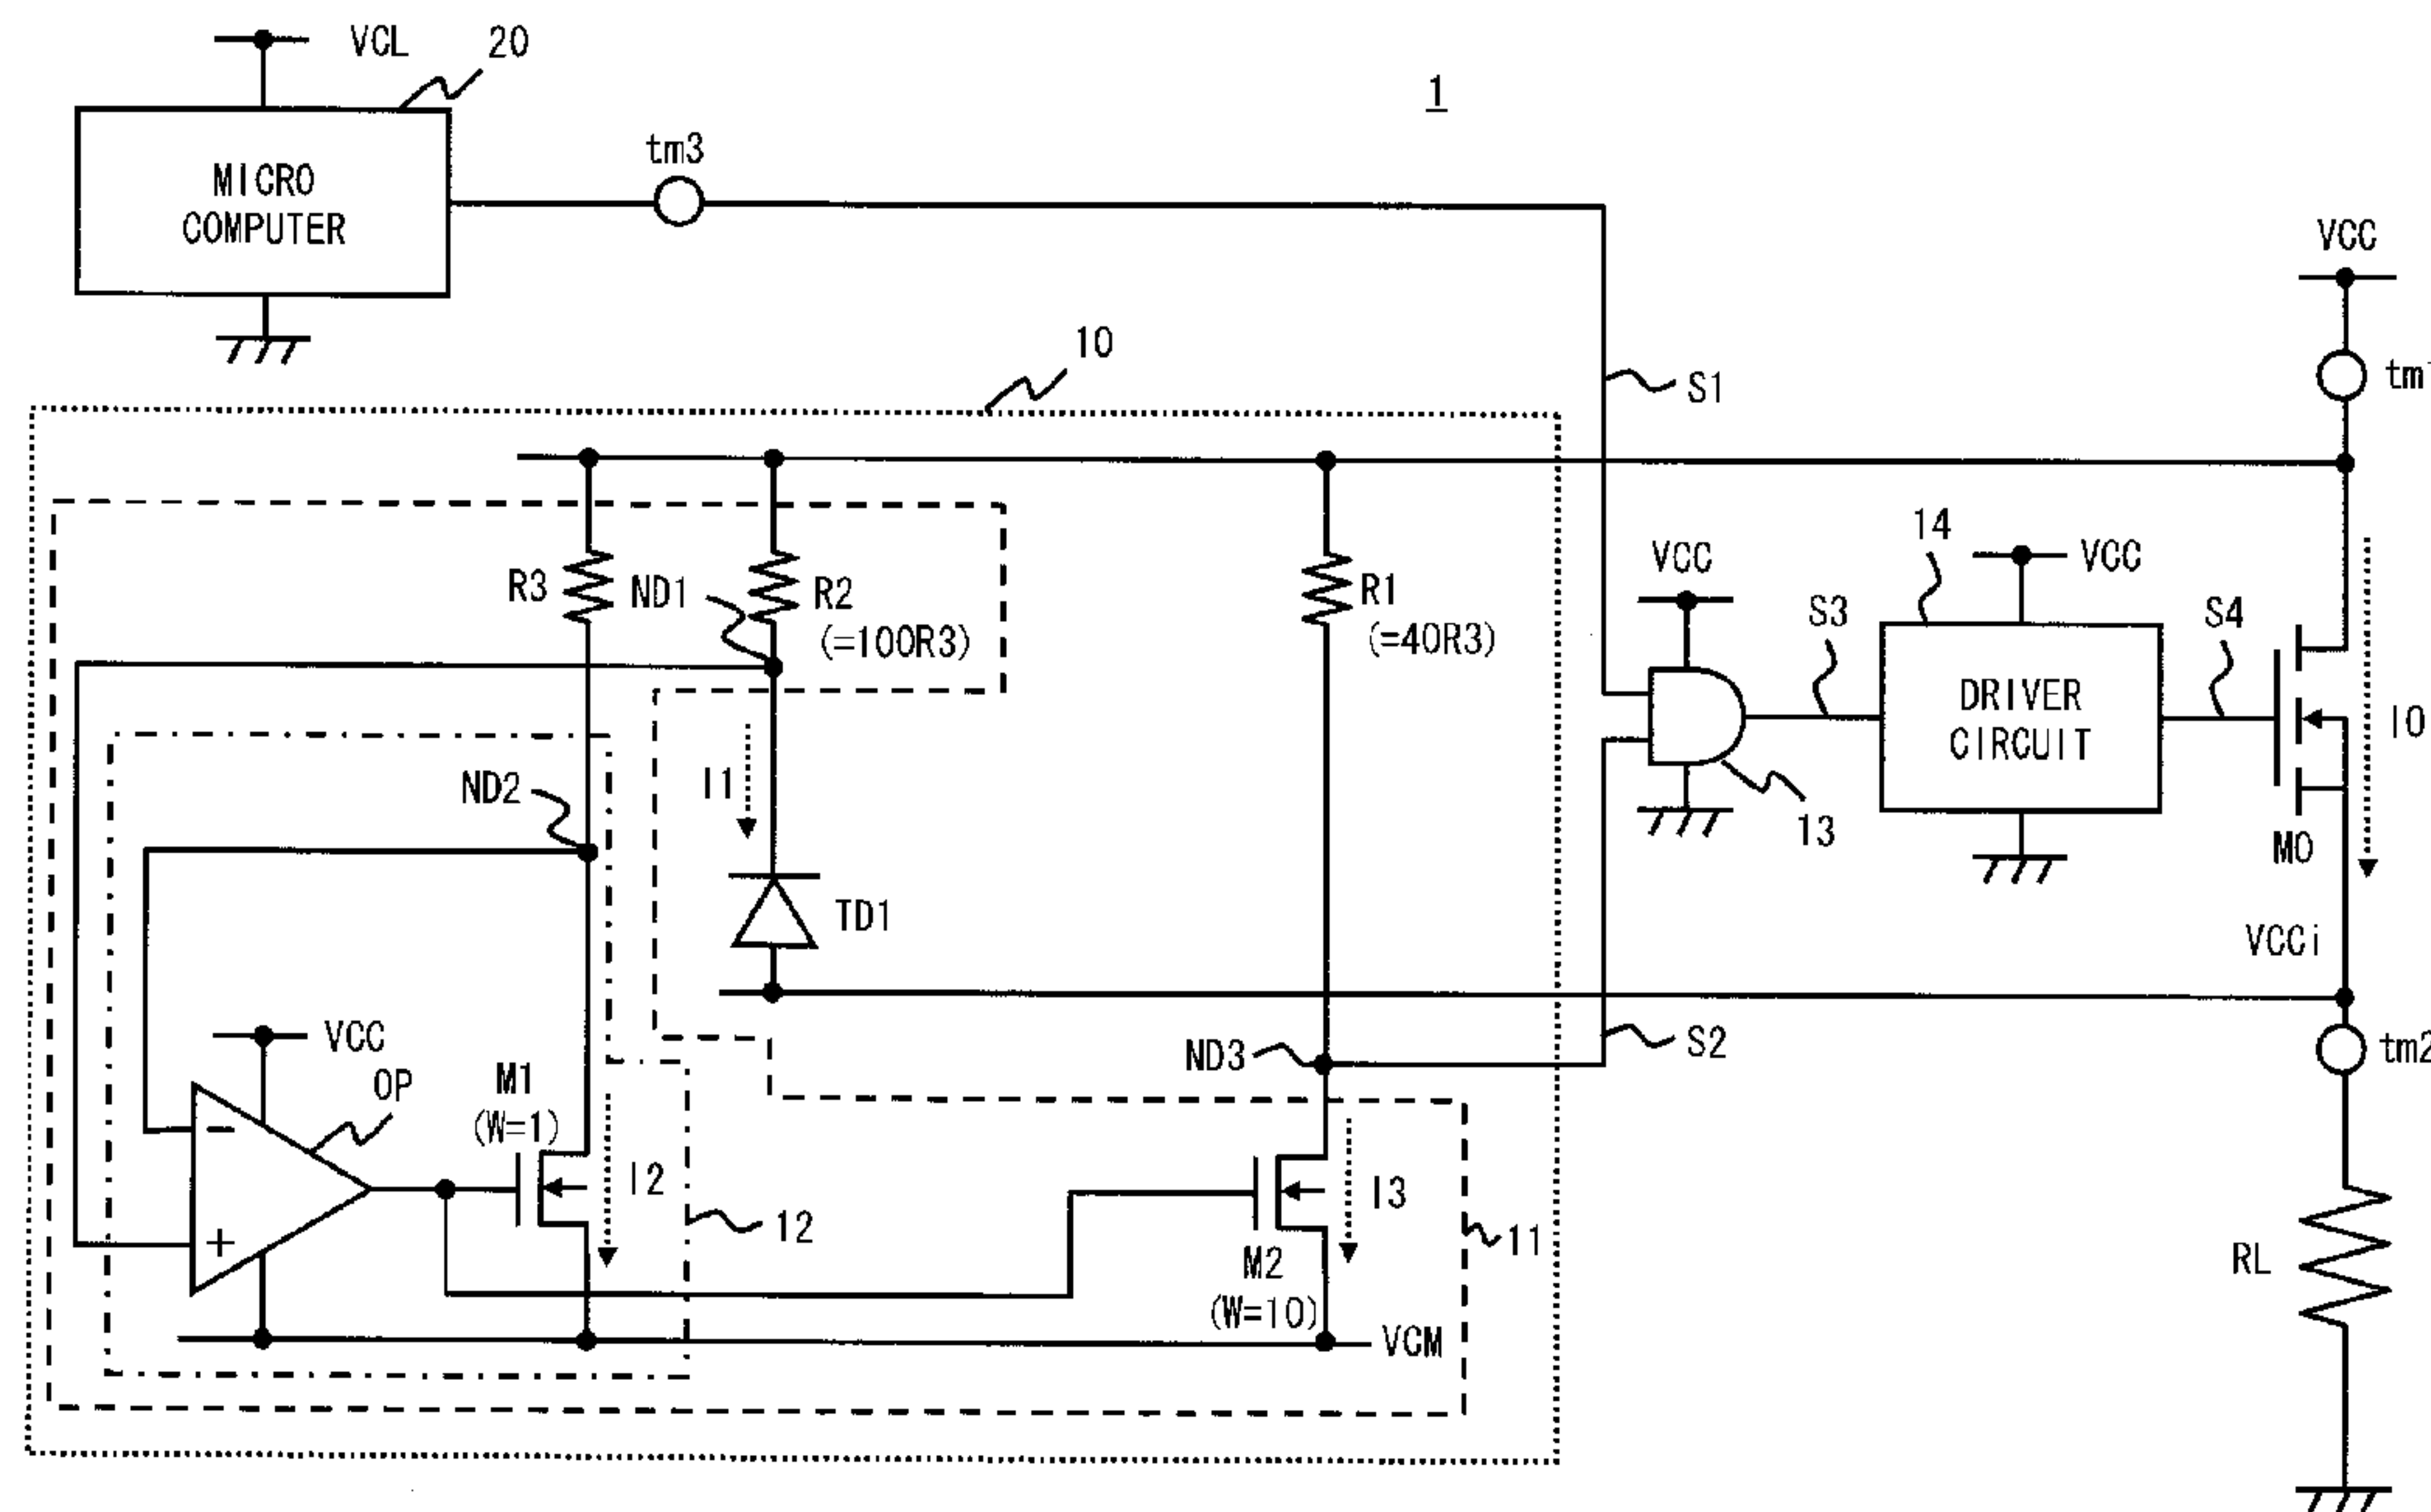 VCL
20
1
MICRO
COMPUTER
tm3
VCC
10
S1
tm1
14
VCC
VCC
R3
ND1
R2
(=100R3)
R1
(=40R3)
S3
S4
DRIVER
CIRCUIT
I0
ND2
I1
13
M0
TD1
VCCi
VCC
OP
M1
(W=1)
ND3
S2
tm2
I2
I3
12
11
M2
(W=10)
RL
VCM